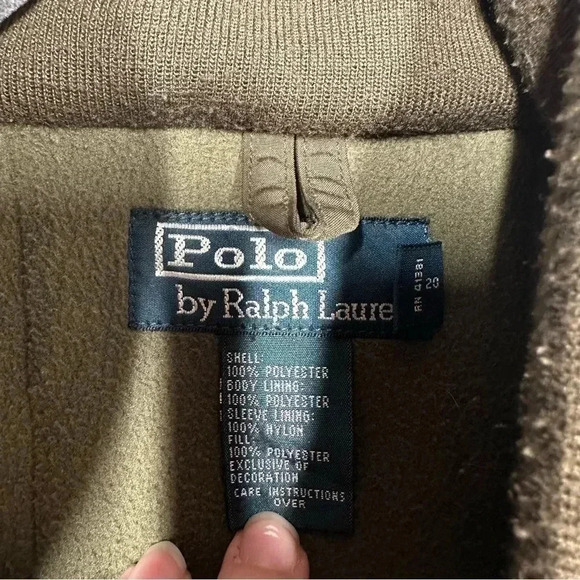 Polo
by Ralph Laure
RN 41381
SHELL:
100% POLYESTER
BODY LINING:
100% POLYESTER
SLEEVE LINING:
100% NYLON
FILL:
100% POLYESTER
EXCLUSIVE OF
DECORATION
CARE INSTRUCTIONS
OVER